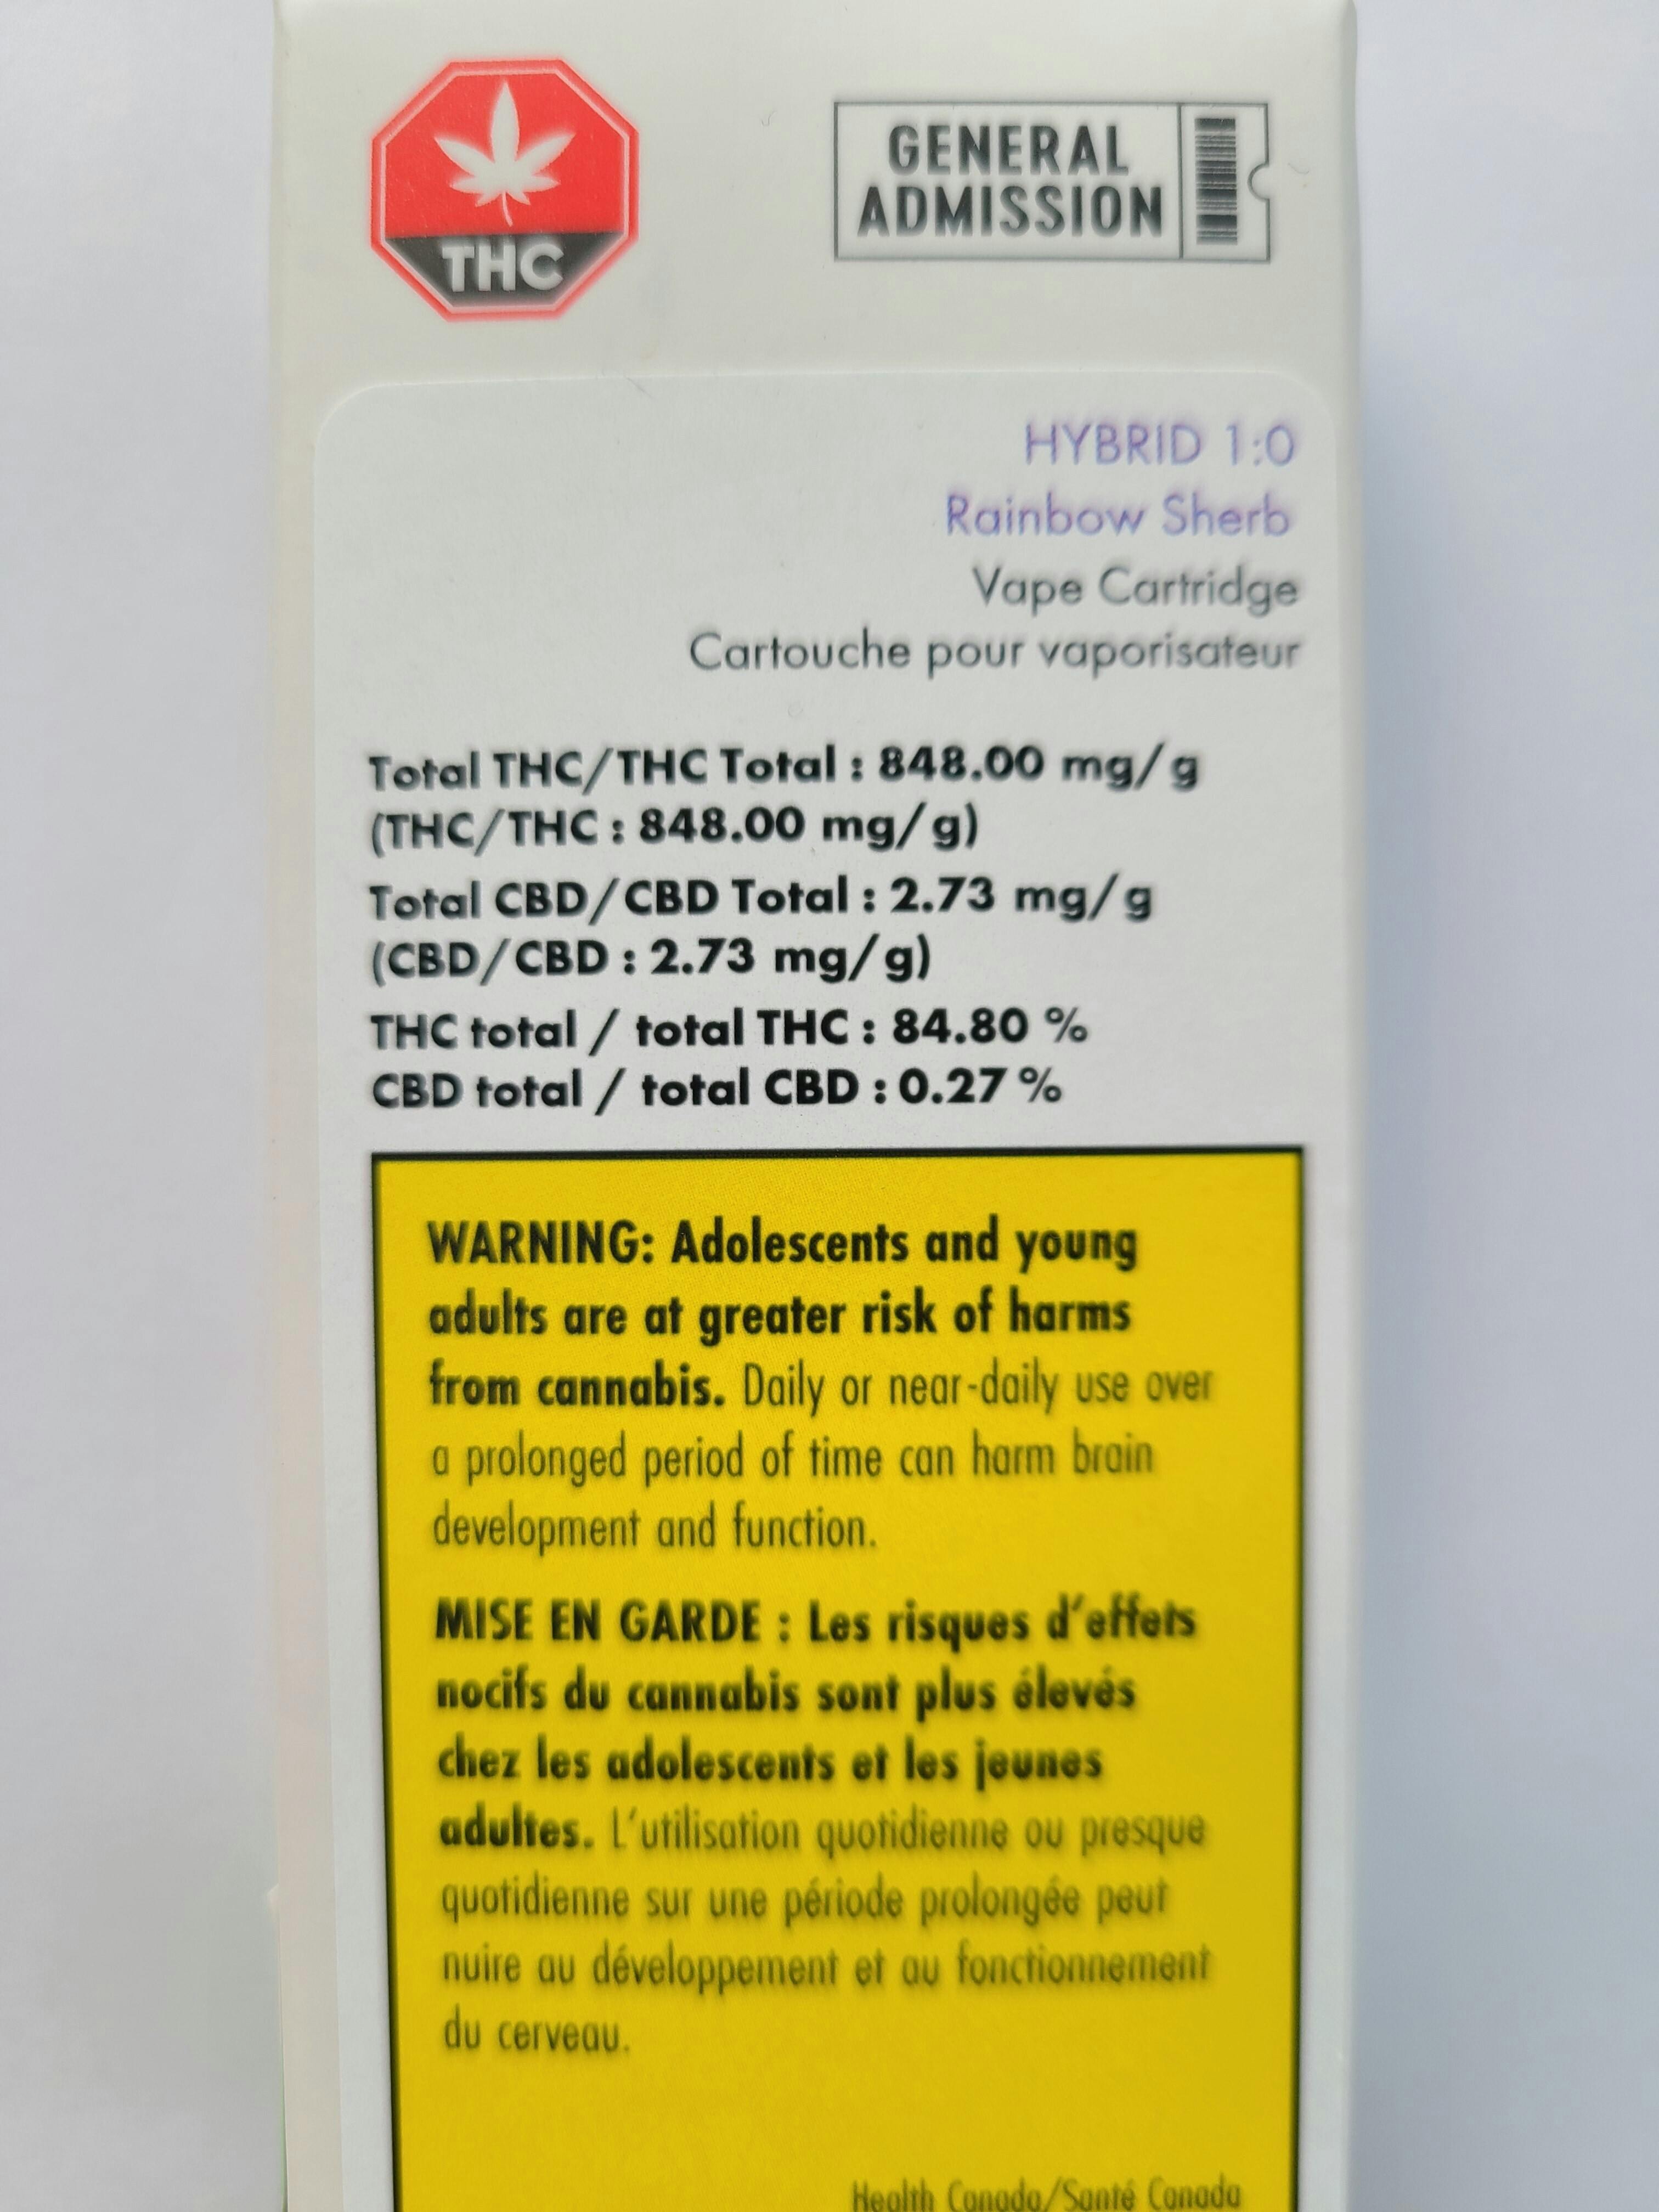 THC
GENERAL
ADMISSION
HYBRID 1:0
Rainbow Sherb
Vape Cartridge
Cartouche pour vaporisateur
Total THC/THC Total : 848.00 mg/g
(THC/THC : 848.00 mg/g)
Total CBD/CBD Total : 2.73 mg/g
(CBD/CBD : 2.73 mg/g)
THC total / total THC : 84.80 %
CBD total / total CBD : 0.27 %
WARNING: Adolescents and young
adults are at greater risk of harms
from cannabis. Daily or near-daily use over
a prolonged period of time can harm brain
development and function.
MISE EN GARDE : Les risques d'effets
nocifs du cannabis sont plus élevés
chez les adolescents et les jeunes
adultes. L'utilisation quotidienne ou presque
quotidienne sur une période prolongée peut
nuire au développement et au fonctionnement
du cerveau.
Health Canada/Santé Canada